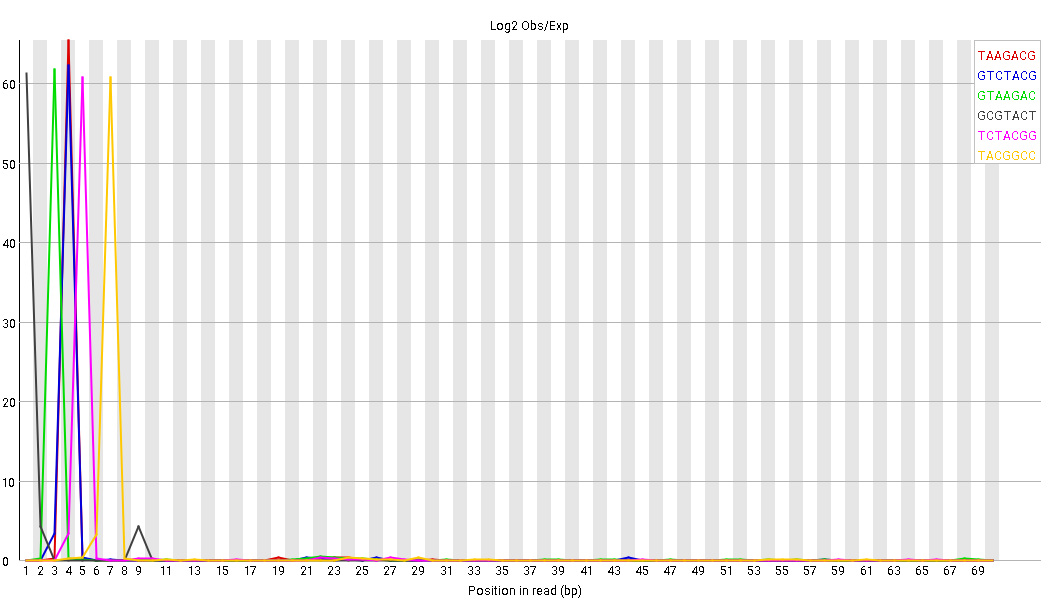 Log2 Obs/Exp
TAAGACG
GTCTACG
GTAAGAC
GCGTACT
TCTACGG
TACGGCC
60
50
40
30
20
10
0
1 2 3 4 5 6 7 8 9 11 13 15 17 19 21 23 25 27 29 31 33 35 37 39 41 43 45 47 49 51 53 55 57 59 61 63 65 67 69
Position in read (bp)